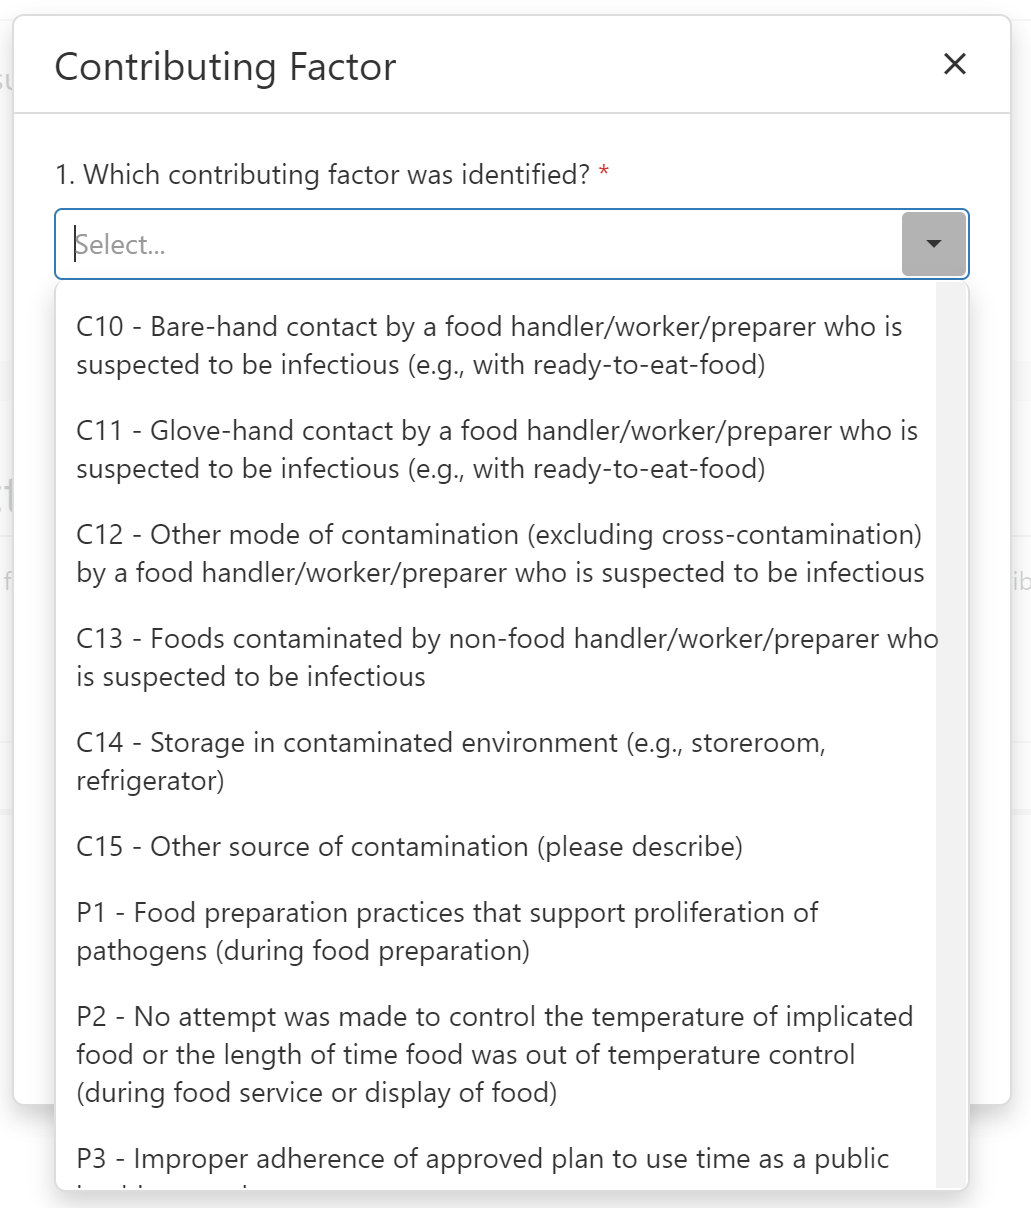 Contributing Factor
1. Which contributing factor was identified? *
Select...
C10 - Bare-hand contact by a food handler/worker/preparer who is
suspected to be infectious (e.g., with ready-to-eat-food)
C11 - Glove-hand contact by a food handler/worker/preparer who is
suspected to be infectious (e.g., with ready-to-eat-food)
C12 - Other mode of contamination (excluding cross-contamination)
by a food handler/worker/preparer who is suspected to be infectious
C13 - Foods contaminated by non-food handler/worker/preparer who
is suspected to be infectious
C14 - Storage in contaminated environment (e.g., storeroom,
refrigerator)
C15 - Other source of contamination (please describe)
P1 - Food preparation practices that support proliferation of
pathogens (during food preparation)
P2 - No attempt was made to control the temperature of implicated
food or the length of time food was out of temperature control
(during food service or display of food)
P3 - Improper adherence of approved plan to use time as a public